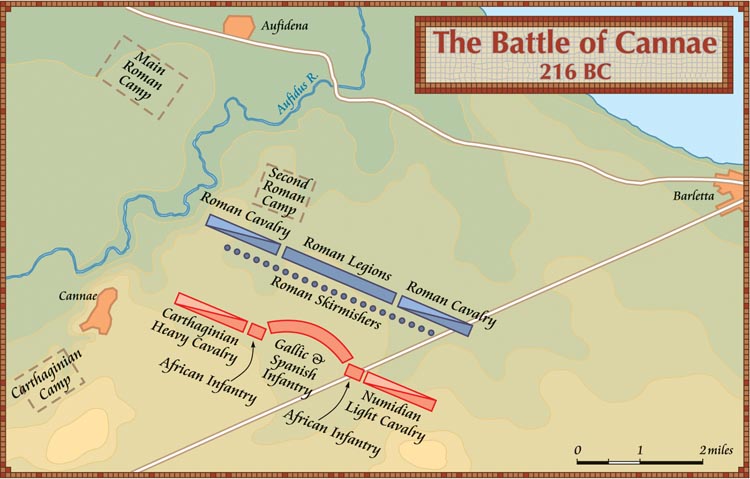 The Battle of Cannae
216 BC
Aufidena
Main
Roman
Camp
Aufidus R.
Second
Roman
Camp
Barletta
Roman Cavalry
Roman Legions
Roman Skirmishers
Roman Cavalry
Cannae
Carthaginian
Heavy Cavalry
African Infantry
Gallic &
Spanish
Infantry
African Infantry
Numidian
Light Cavalry
Carthaginian
Camp
0 1 2 miles